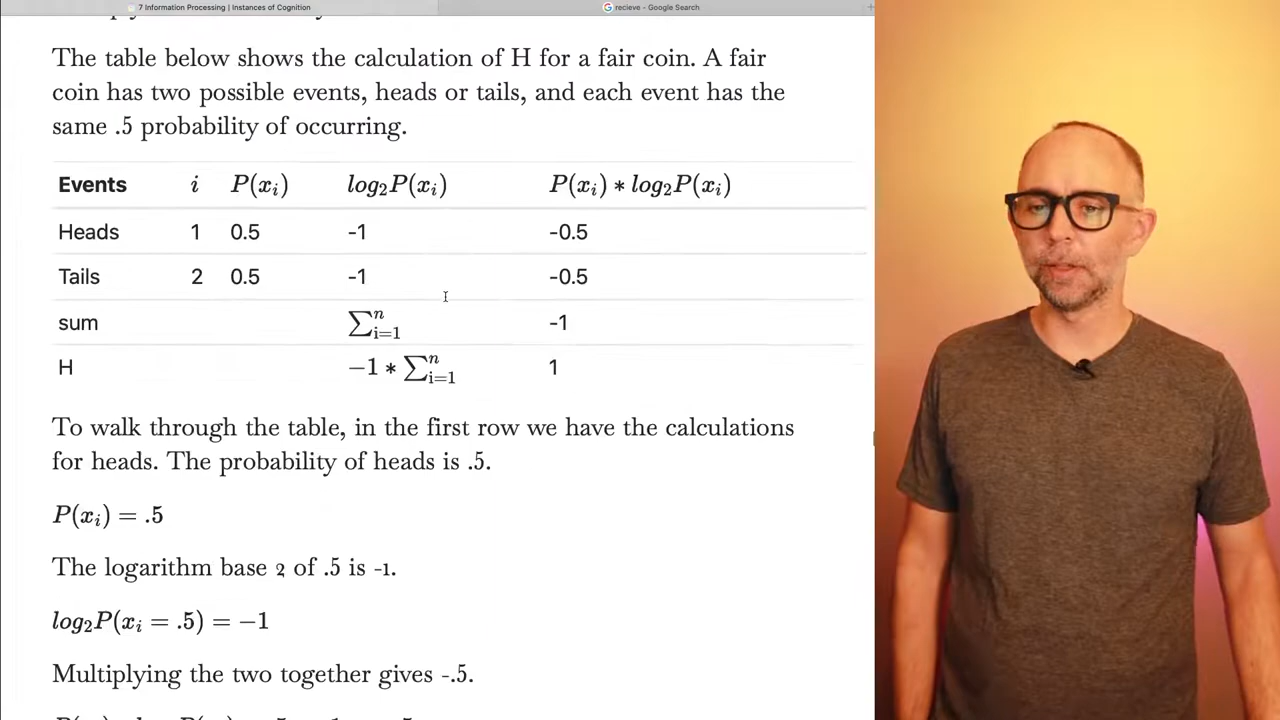 7 Information Processing | Instances of Cognition
recieve - Google Search
The table below shows the calculation of H for a fair coin. A fair
coin has two possible events, heads or tails, and each event has the
same .5 probability of occurring.
Events i P(xᵢ) log₂P(xᵢ) P(xᵢ) * log₂P(xᵢ)
Heads 1 0.5 -1 -0.5
Tails 2 0.5 -1 -0.5
sum ∑ⁿᵢ₌₁ -1
H −1 * ∑ⁿᵢ₌₁ 1
To walk through the table, in the first row we have the calculations
for heads. The probability of heads is .5.
P(xᵢ) = .5
The logarithm base 2 of .5 is -1.
log₂P(xᵢ = .5) = −1
Multiplying the two together gives -.5.